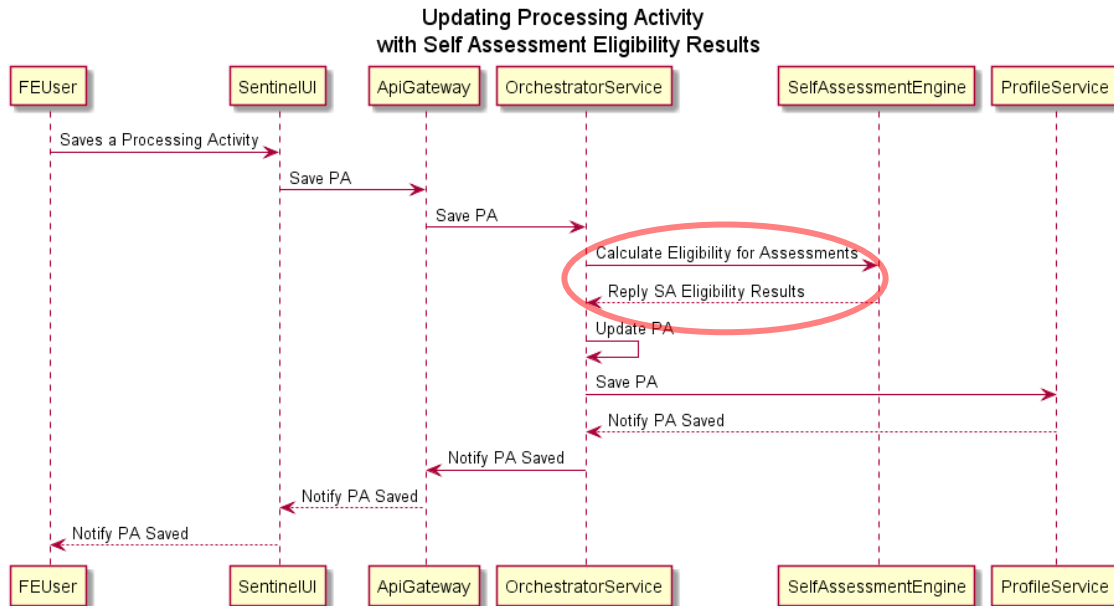 Updating Processing Activity
with Self Assessment Eligibility Results
FEUser
SentinelUI
ApiGateway
OrchestratorService
SelfAssessmentEngine
ProfileService
Saves a Processing Activity
Save PA
Save PA
Calculate Eligibility for Assessments
Reply SA Eligibility Results
Update PA
Save PA
Notify PA Saved
Notify PA Saved
Notify PA Saved
Notify PA Saved
FEUser
SentinelUI
ApiGateway
OrchestratorService
SelfAssessmentEngine
ProfileService